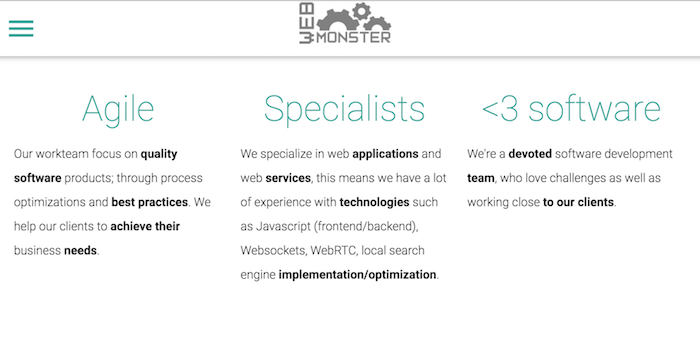 WEB
MONSTER
Agile
Our workteam focus on quality
software products; through process
optimizations and best practices. We
help our clients to achieve their
business needs.
Specialists
We specialize in web applications and
web services, this means we have a lot
of experience with technologies such
as Javascript (frontend/backend),
Websockets, WebRTC, local search
engine implementation/optimization.
<3 software
We're a devoted software development
team, who love challenges as well as
working close to our clients.